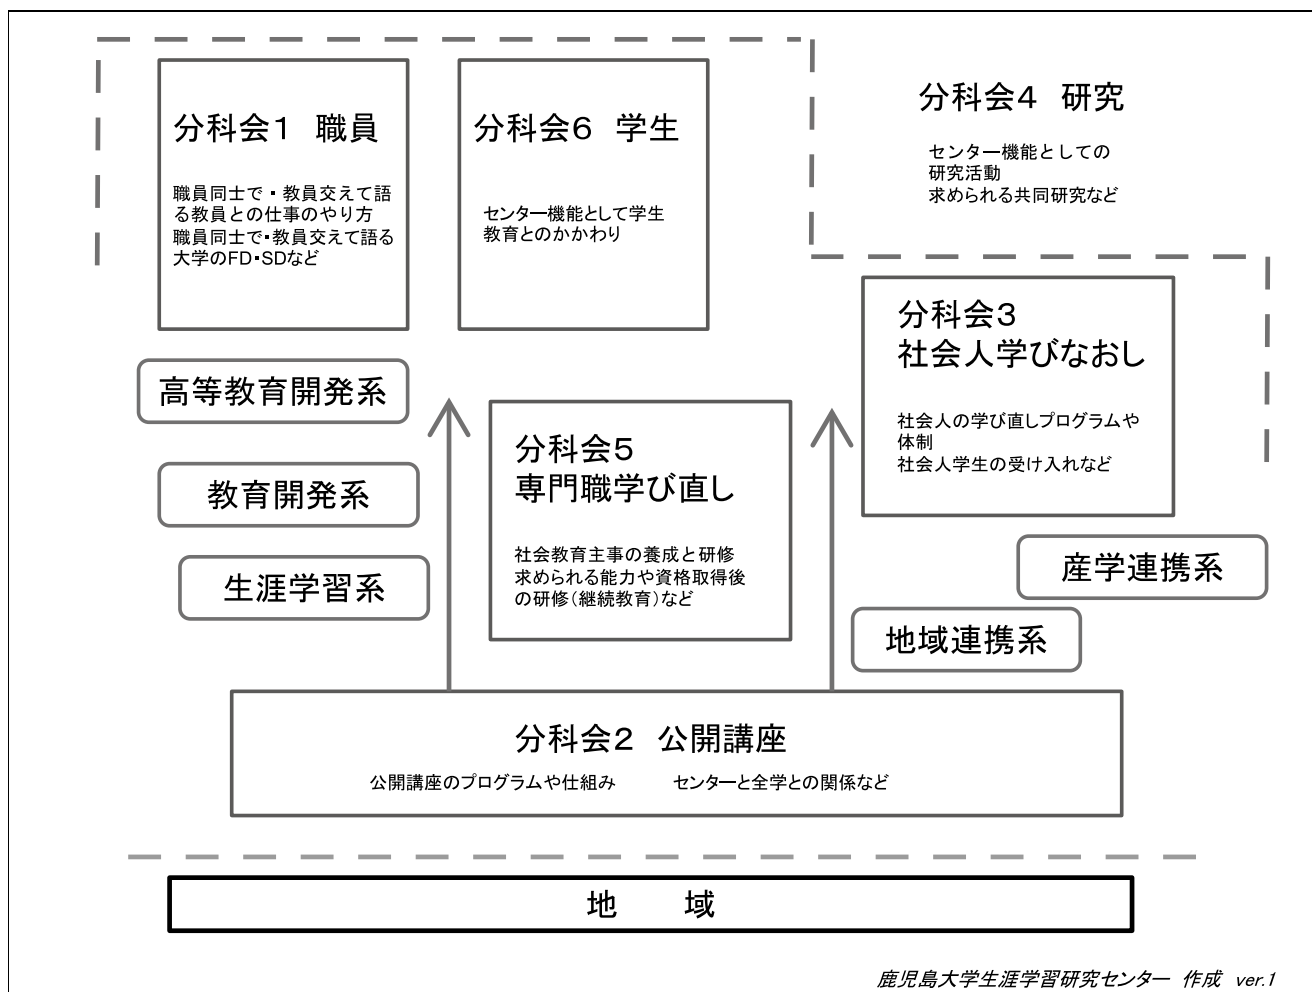 分科会1　職員
職員同士で・教員交えて語
る教員との仕事のやり方
職員同士で・教員交えて語る
大学のFD・SDなど
分科会6　学生
センター機能として学生
教育とのかかわり
分科会4　研究
センター機能としての
研究活動
求められる共同研究など
分科会3
社会人学びなおし
社会人の学び直しプログラムや
体制
社会人学生の受け入れなど
高等教育開発系
教育開発系
生涯学習系
分科会5
専門職学び直し
社会教育主事の養成と研修
求められる能力や資格取得後
の研修(継続教育)など
産学連携系
地域連携系
分科会2　公開講座
公開講座のプログラムや仕組み　　センターと全学との関係など
地　域
鹿児島大学生涯学習研究センター 作成 ver.1